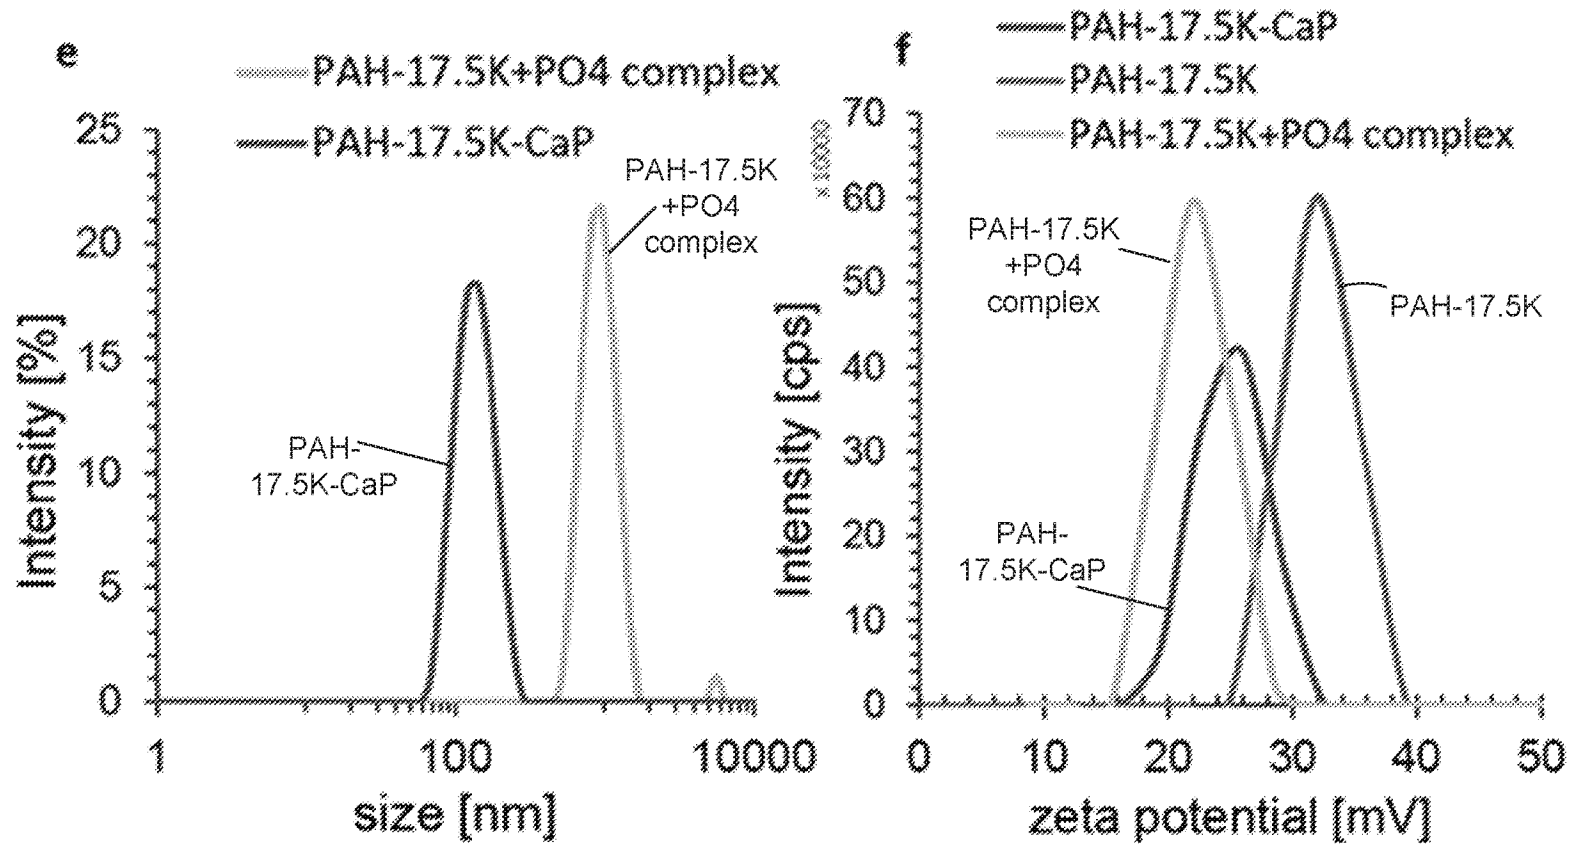 e
PAH-17.5K+PO4 complex
PAH-17.5K-CaP
25
20
15
10
5
0
Intensity [%]
PAH-17.5K
+PO4
complex
PAH-
17.5K-CaP
1
100
10000
size [nm]
f
PAH-17.5K-CaP
PAH-17.5K
PAH-17.5K+PO4 complex
x 10000
70
60
50
40
30
20
10
0
Intensity [cps]
PAH-17.5K
+PO4
complex
PAH-17.5K
PAH-
17.5K-CaP
0
10
20
30
40
50
zeta potential [mV]